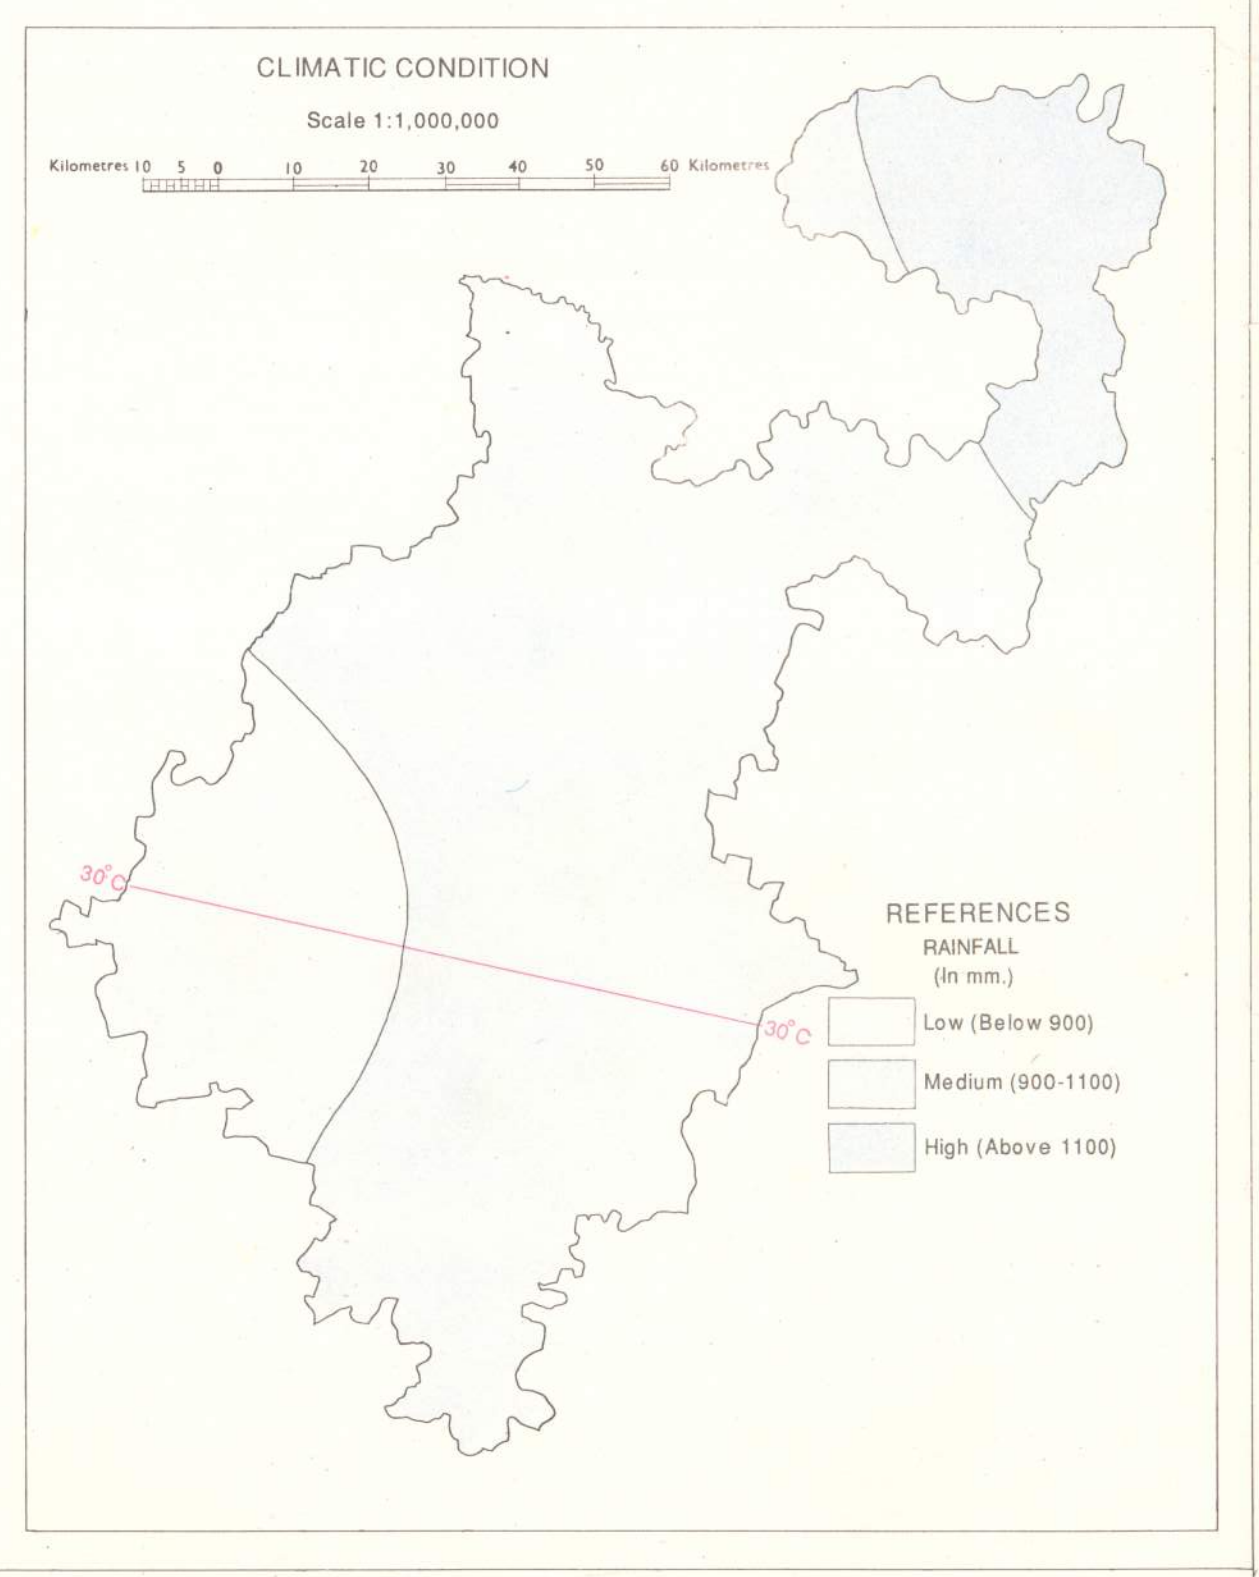 CLIMATIC CONDITION
Scale 1:1,000,000
Kilometres 10 5 0 10 20 30 40 50 60 Kilometres
30°C
30°C
REFERENCES
RAINFALL
(In mm.)
Low (Below 900)
Medium (900-1100)
High (Above 1100)